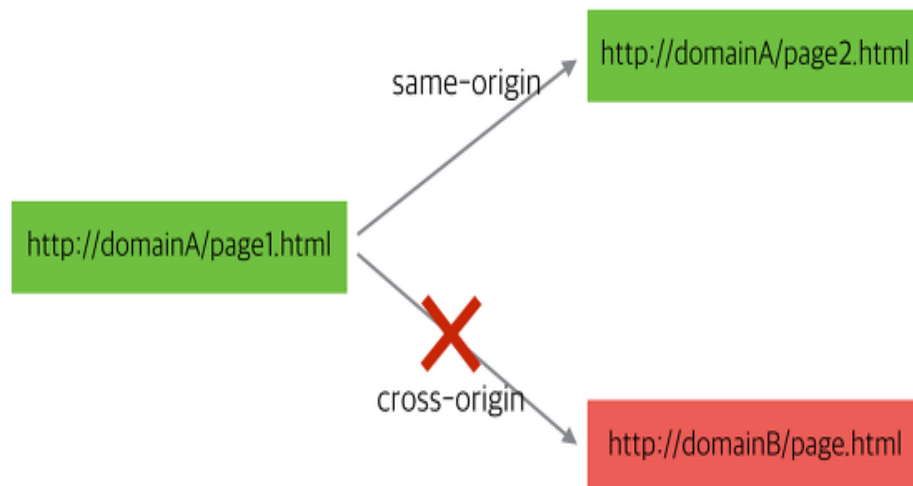 http://domainA/page2.html
same-origin
http://domainA/page1.html
cross-origin
http://domainB/page.html